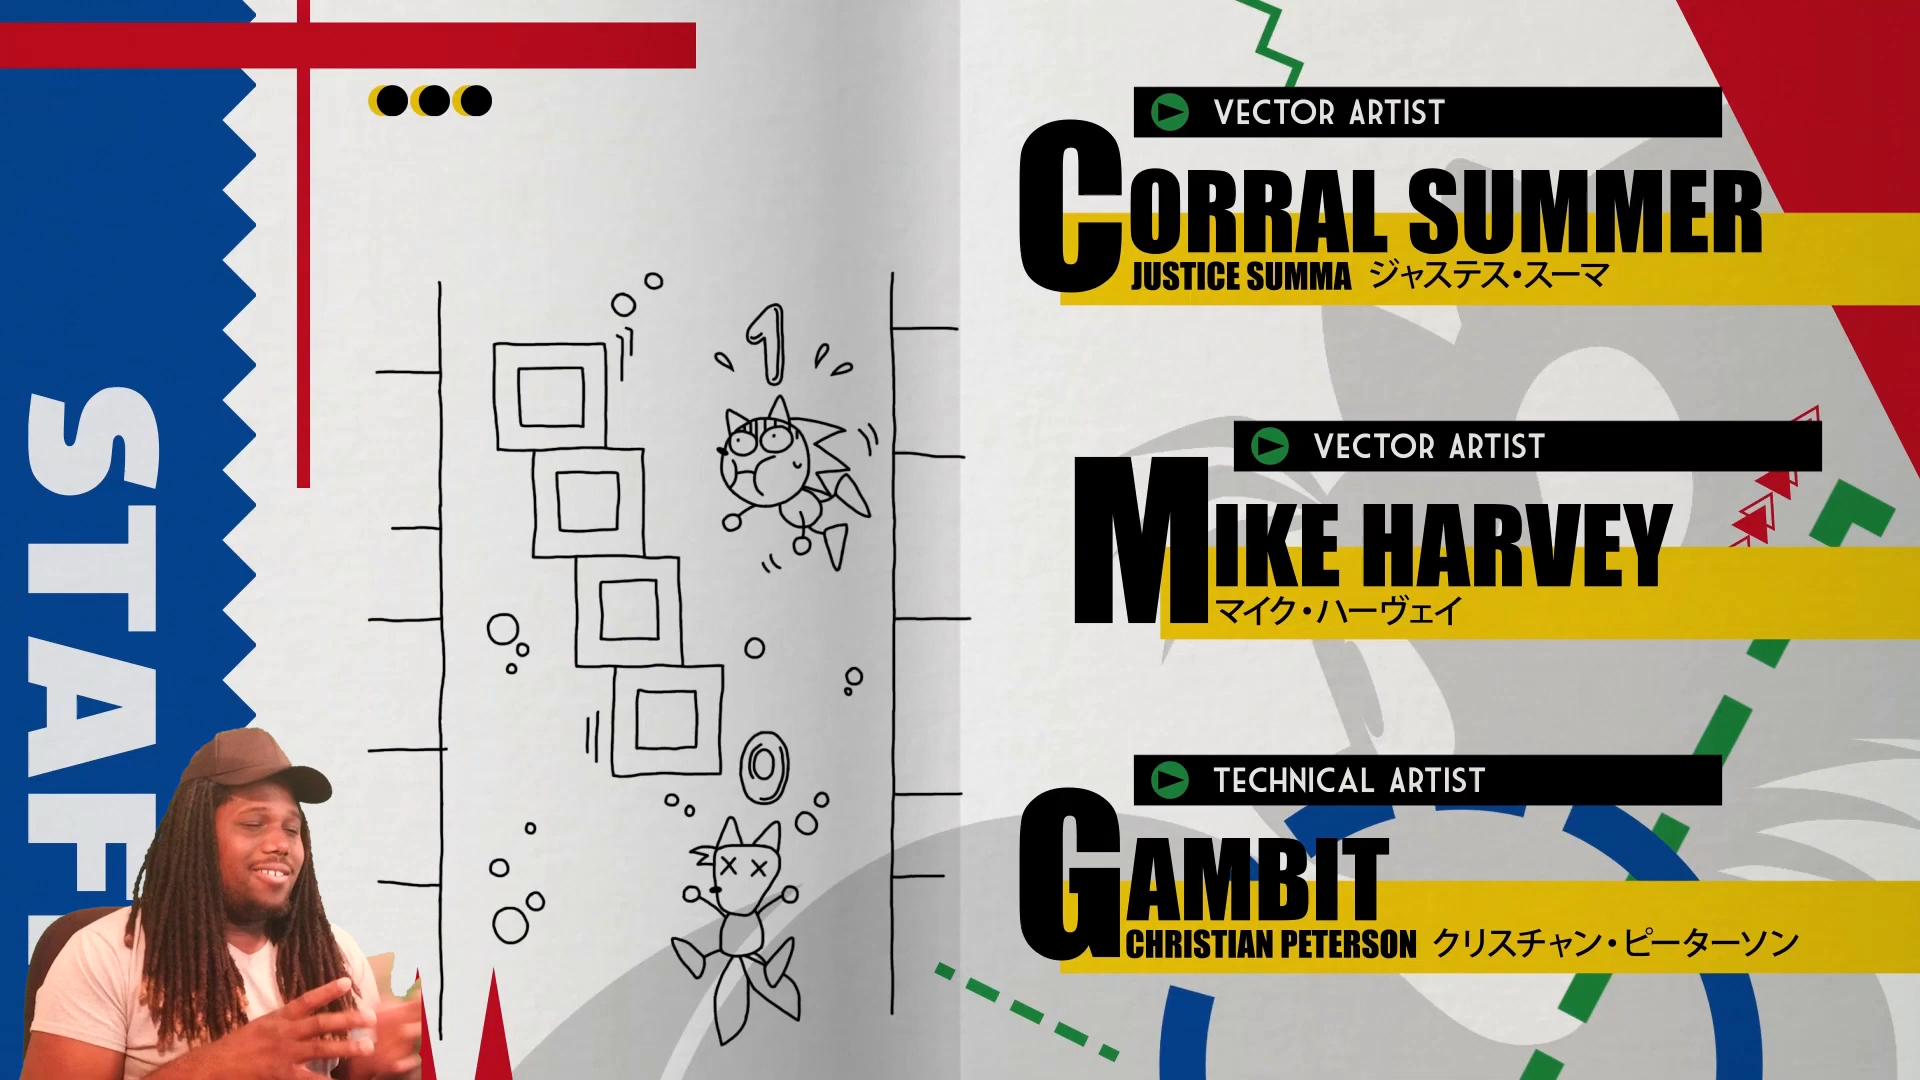 STAFF
1
VECTOR ARTIST
CORRAL SUMMER
JUSTICE SUMMA ジャステス・スーマ
VECTOR ARTIST
MIKE HARVEY
マイク・ハーヴェイ
TECHNICAL ARTIST
GAMBIT
CHRISTIAN PETERSON クリスチャン・ピーターソン